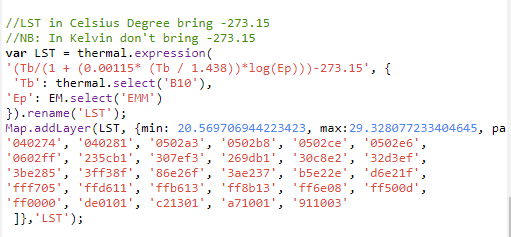 //LST in Celsius Degree bring -273.15
//NB: In Kelvin don't bring -273.15
var LST = thermal.expression(
'(Tb/(1 + (0.00115* (Tb / 1.438))*log(Ep)))-273.15', {
'Tb': thermal.select('B10'),
'Ep': EM.select('EMM')
}).rename('LST');
Map.addLayer(LST, {min: 20.569706944223423, max:29.328077233404645, pa
'040274', '040281', '0502a3', '0502b8', '0502ce', '0502e6',
'0602ff', '235cb1', '307ef3', '269db1', '30c8e2', '32d3ef',
'3be285', '3ff38f', '86e26f', '3ae237', 'b5e22e', 'd6e21f',
'fff705', 'ffd611', 'ffb613', 'ff8b13', 'ff6e08', 'ff500d',
'ff0000', 'de0101', 'c21301', 'a71001', '911003'
]},'LST');